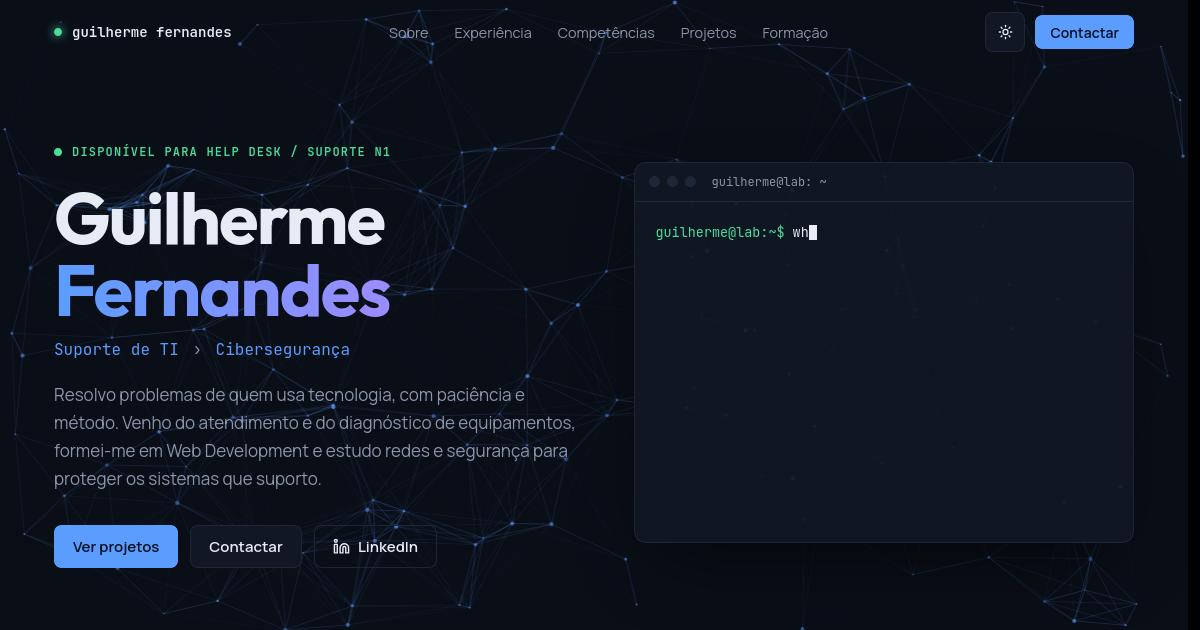 guilherme fernandes
Sobre Experiência Competências Projetos Formação
Contactar
DISPONÍVEL PARA HELP DESK / SUPORTE N1
Guilherme
Fernandes
Suporte de TI › Cibersegurança
Resolvo problemas de quem usa tecnologia, com paciência e
método. Venho do atendimento e do diagnóstico de equipamentos,
formei-me em Web Development e estudo redes e segurança para
proteger os sistemas que suporto.
Ver projetos
Contactar
LinkedIn
guilherme@lab: ~
guilherme@lab:~$ wh